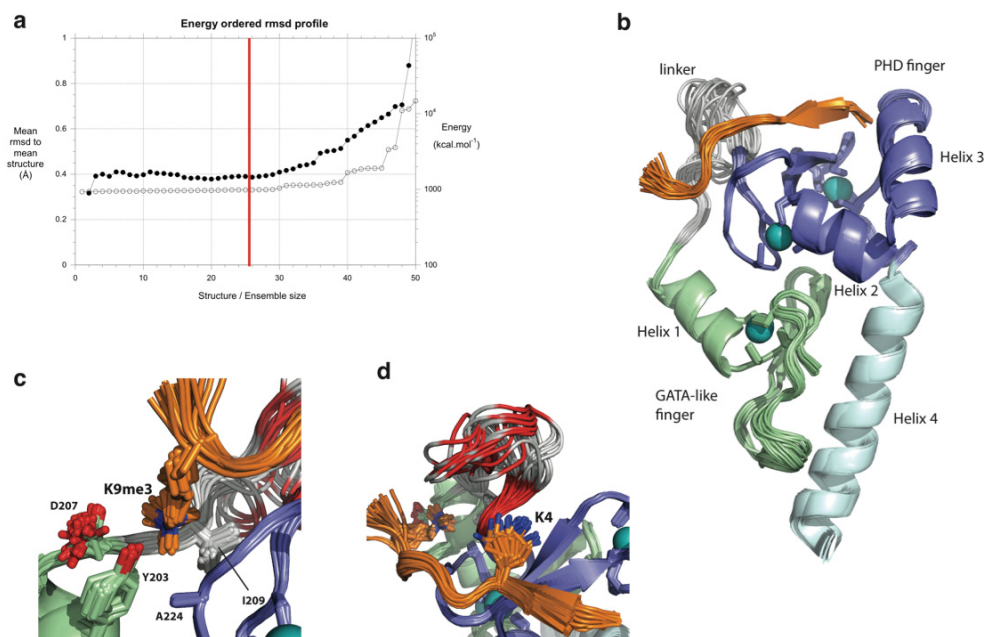 a
Energy ordered rmsd profile
1
0.8
0.6
0.4
0.2
0
Mean
rmsd to
mean
structure
(Å)
10⁵
10⁴
1000
100
Energy
(kcal.mol⁻¹)
0 10 20 30 40 50
Structure / Ensemble size
b
linker
PHD finger
Helix 3
Helix 2
Helix 1
GATA-like
finger
Helix 4
c
K9me3
D207
Y203
A224
I209
d
K4